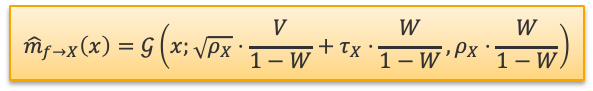 m̂_{f→X}(x) = 𝒢(x; √ρ_X · V/(1 − W) + τ_X · W/(1 − W), ρ_X · W/(1 − W))